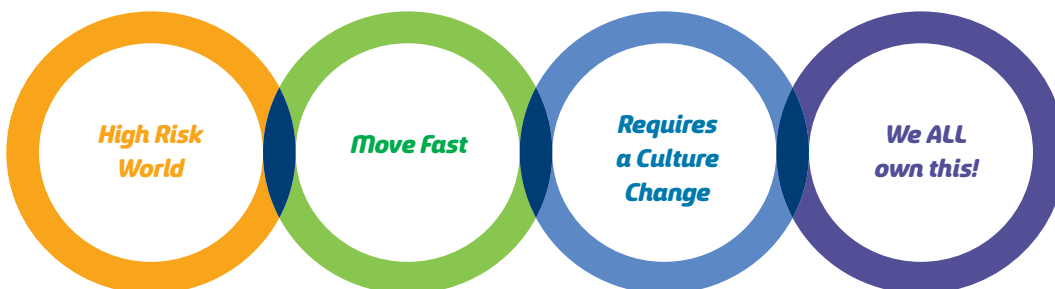 High Risk
World
Move Fast
Requires
a Culture
Change
We ALL
own this!